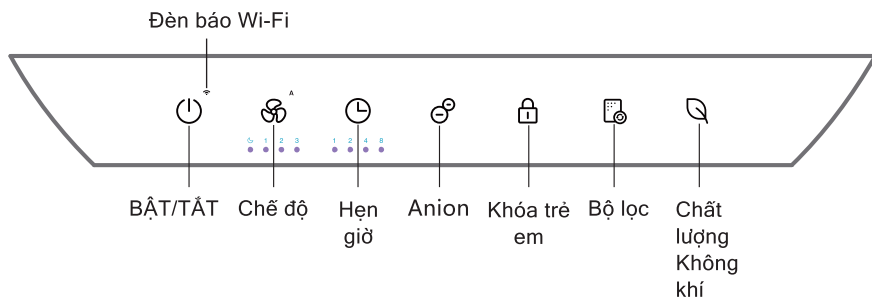 Đèn báo Wi-Fi
A
1 2 3 1 2 4 8
BẬT/TẮT Chế độ Hẹn giờ Anion Khóa trẻ em Bộ lọc Chất lượng Không khí